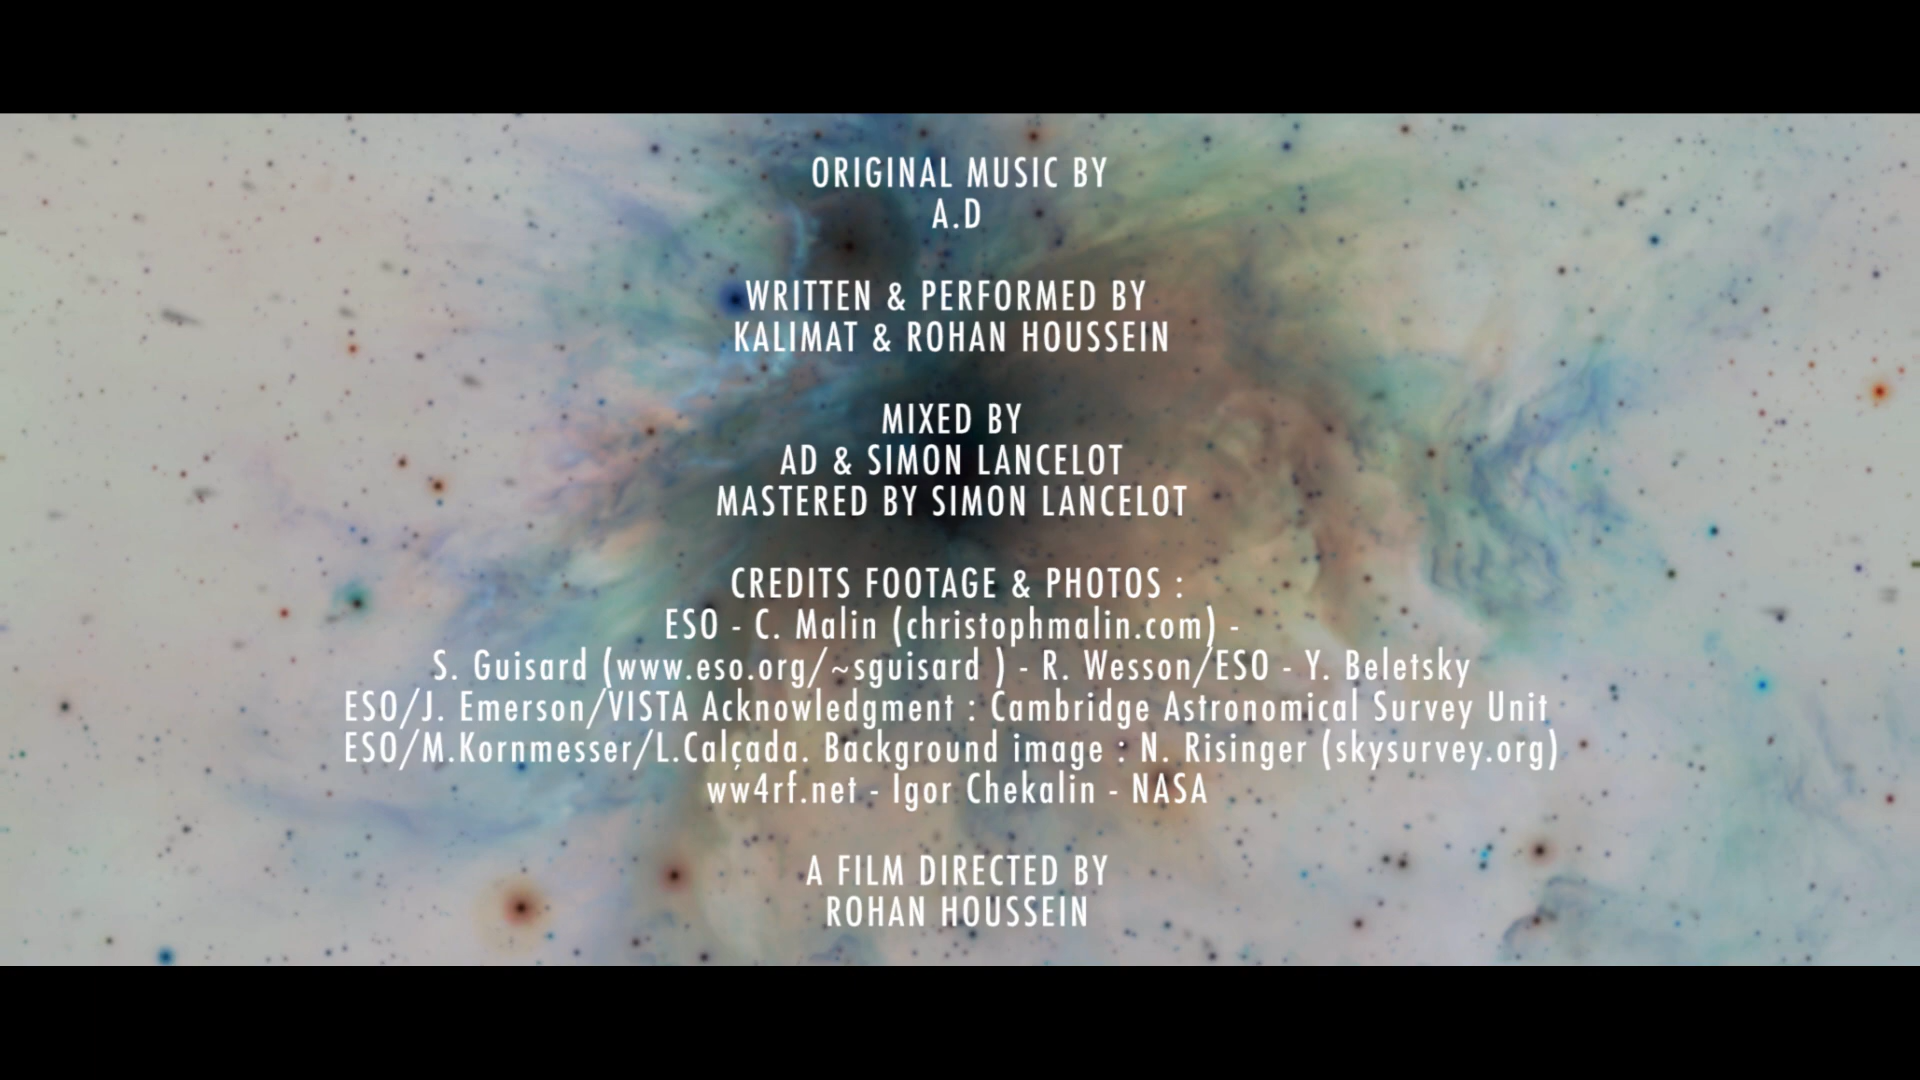 ORIGINAL MUSIC BY
A.D
WRITTEN & PERFORMED BY
KALIMAT & ROHAN HOUSSEIN
MIXED BY
AD & SIMON LANCELOT
MASTERED BY SIMON LANCELOT
CREDITS FOOTAGE & PHOTOS :
ESO - C. Malin (christophmalin.com) -
S. Guisard (www.eso.org/~sguisard ) - R. Wesson/ESO - Y. Beletsky
ESO/J. Emerson/VISTA Acknowledgment : Cambridge Astronomical Survey Unit
ESO/M.Kornmesser/L.Calçada. Background image : N. Risinger (skysurvey.org)
ww4rf.net - Igor Chekalin - NASA
A FILM DIRECTED BY
ROHAN HOUSSEIN